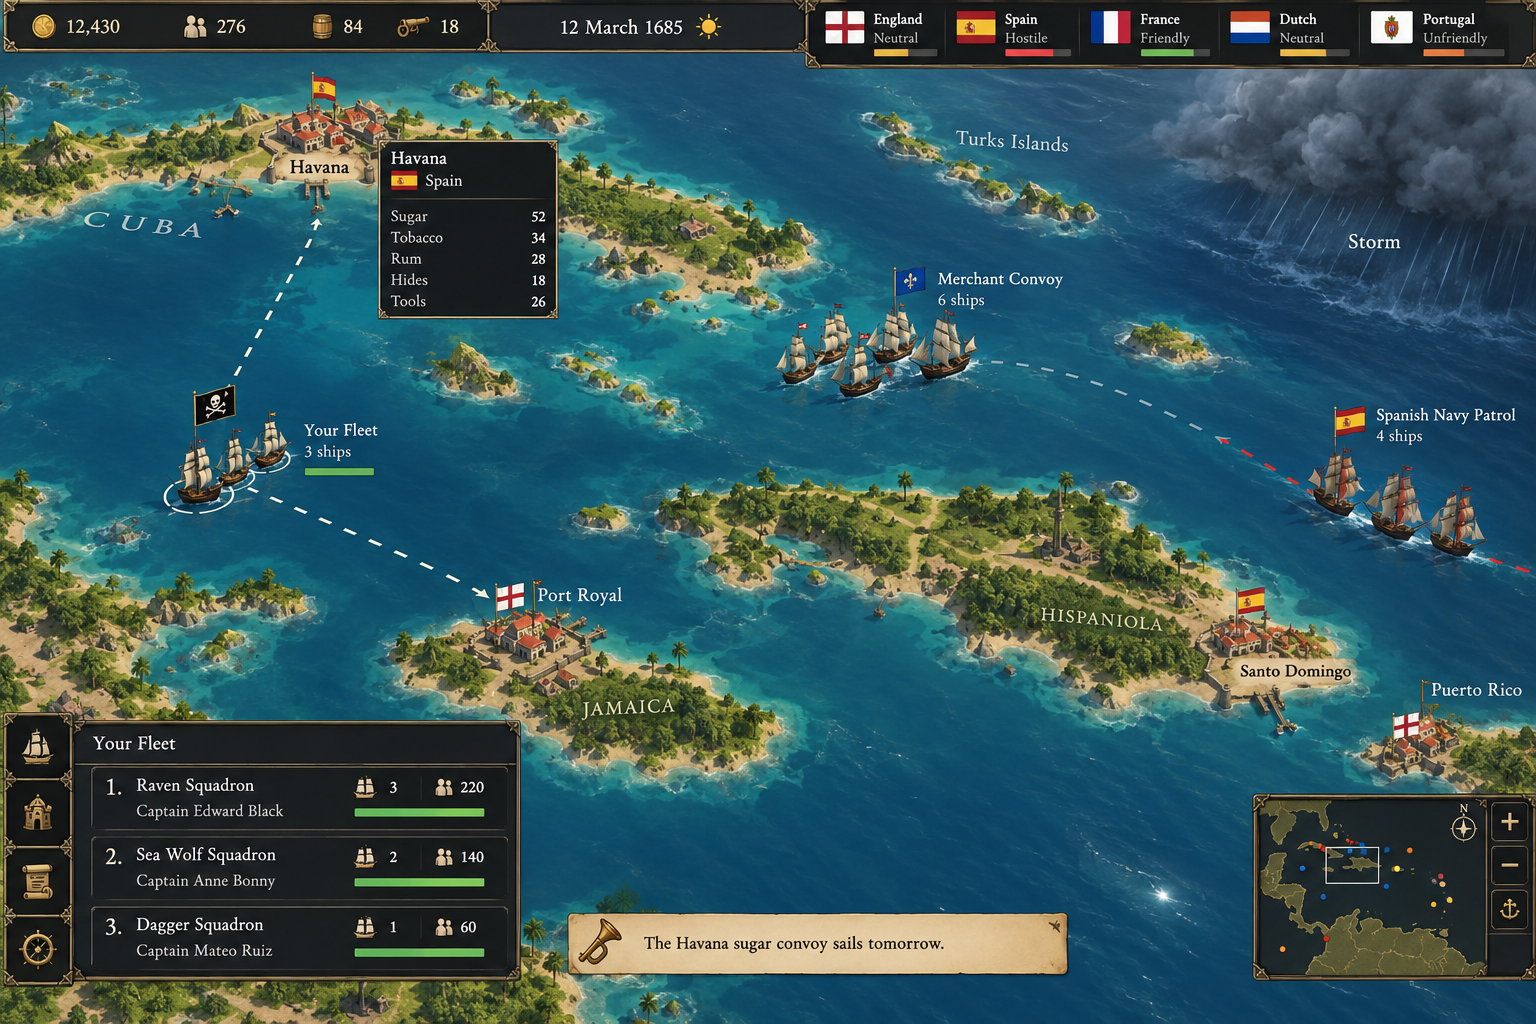 12,430
276
84
18
12 March 1685
England
Neutral
Spain
Hostile
France
Friendly
Dutch
Neutral
Portugal
Unfriendly
Havana
CUBA
Havana
Spain
Sugar 52
Tobacco 34
Rum 28
Hides 18
Tools 26
Turks Islands
Storm
Merchant Convoy
6 ships
Spanish Navy Patrol
4 ships
Your Fleet
3 ships
Port Royal
JAMAICA
HISPANIOLA
Santo Domingo
Puerto Rico
Your Fleet
1. Raven Squadron 3 220
Captain Edward Black
2. Sea Wolf Squadron 2 140
Captain Anne Bonny
3. Dagger Squadron 1 60
Captain Mateo Ruiz
The Havana sugar convoy sails tomorrow.
N
+
−